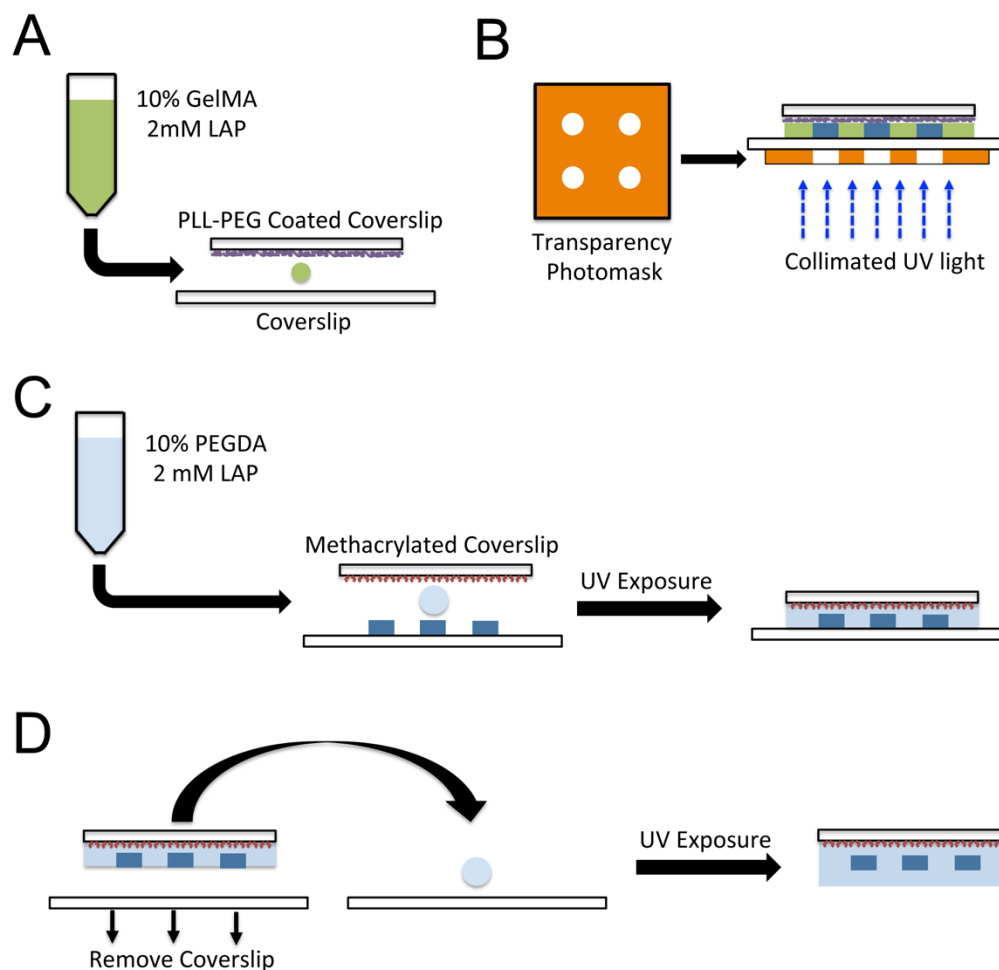 A
10% GelMA
2mM LAP
PLL-PEG Coated Coverslip
Coverslip
B
Transparency
Photomask
Collimated UV light
C
10% PEGDA
2 mM LAP
Methacrylated Coverslip
UV Exposure
D
Remove Coverslip
UV Exposure